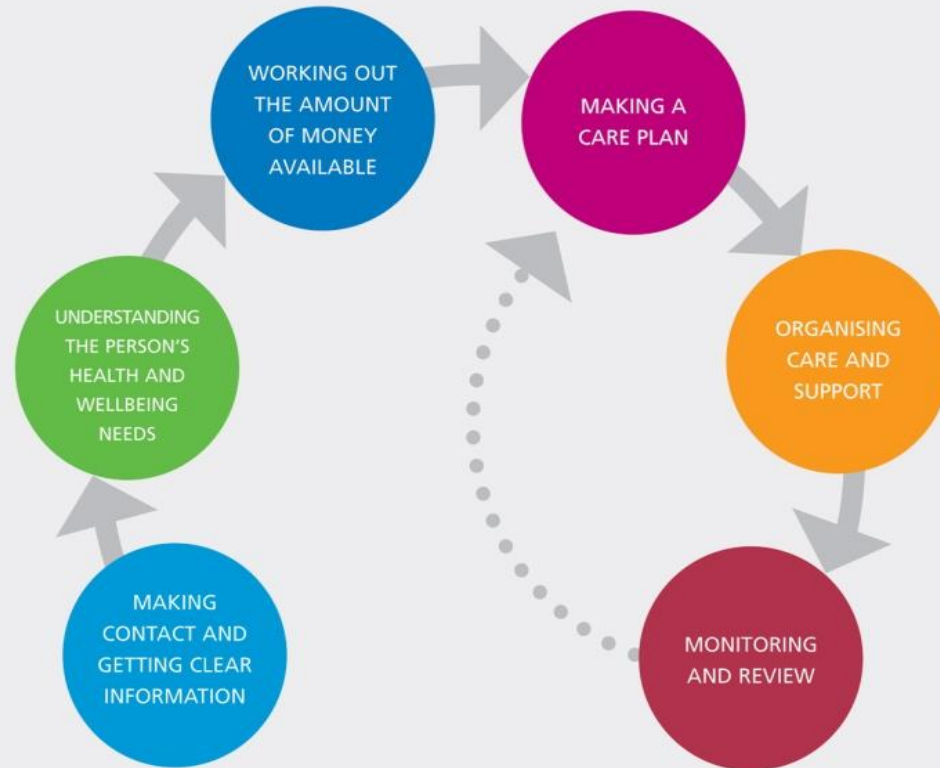 MAKING
CONTACT AND
GETTING CLEAR
INFORMATION
UNDERSTANDING
THE PERSON'S
HEALTH AND
WELLBEING
NEEDS
WORKING OUT
THE AMOUNT
OF MONEY
AVAILABLE
MAKING A
CARE PLAN
ORGANISING
CARE AND
SUPPORT
MONITORING
AND REVIEW